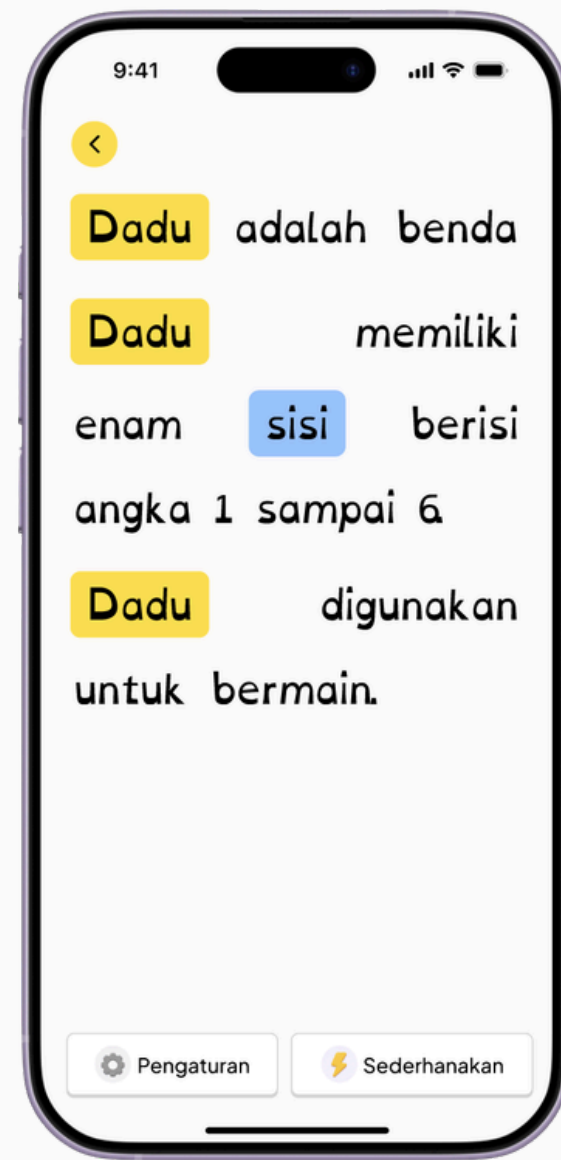 9:41
Dadu adalah benda
Dadu memiliki
enam sisi berisi
angka 1 sampai 6.
Dadu digunakan
untuk bermain.
Pengaturan Sederhanakan